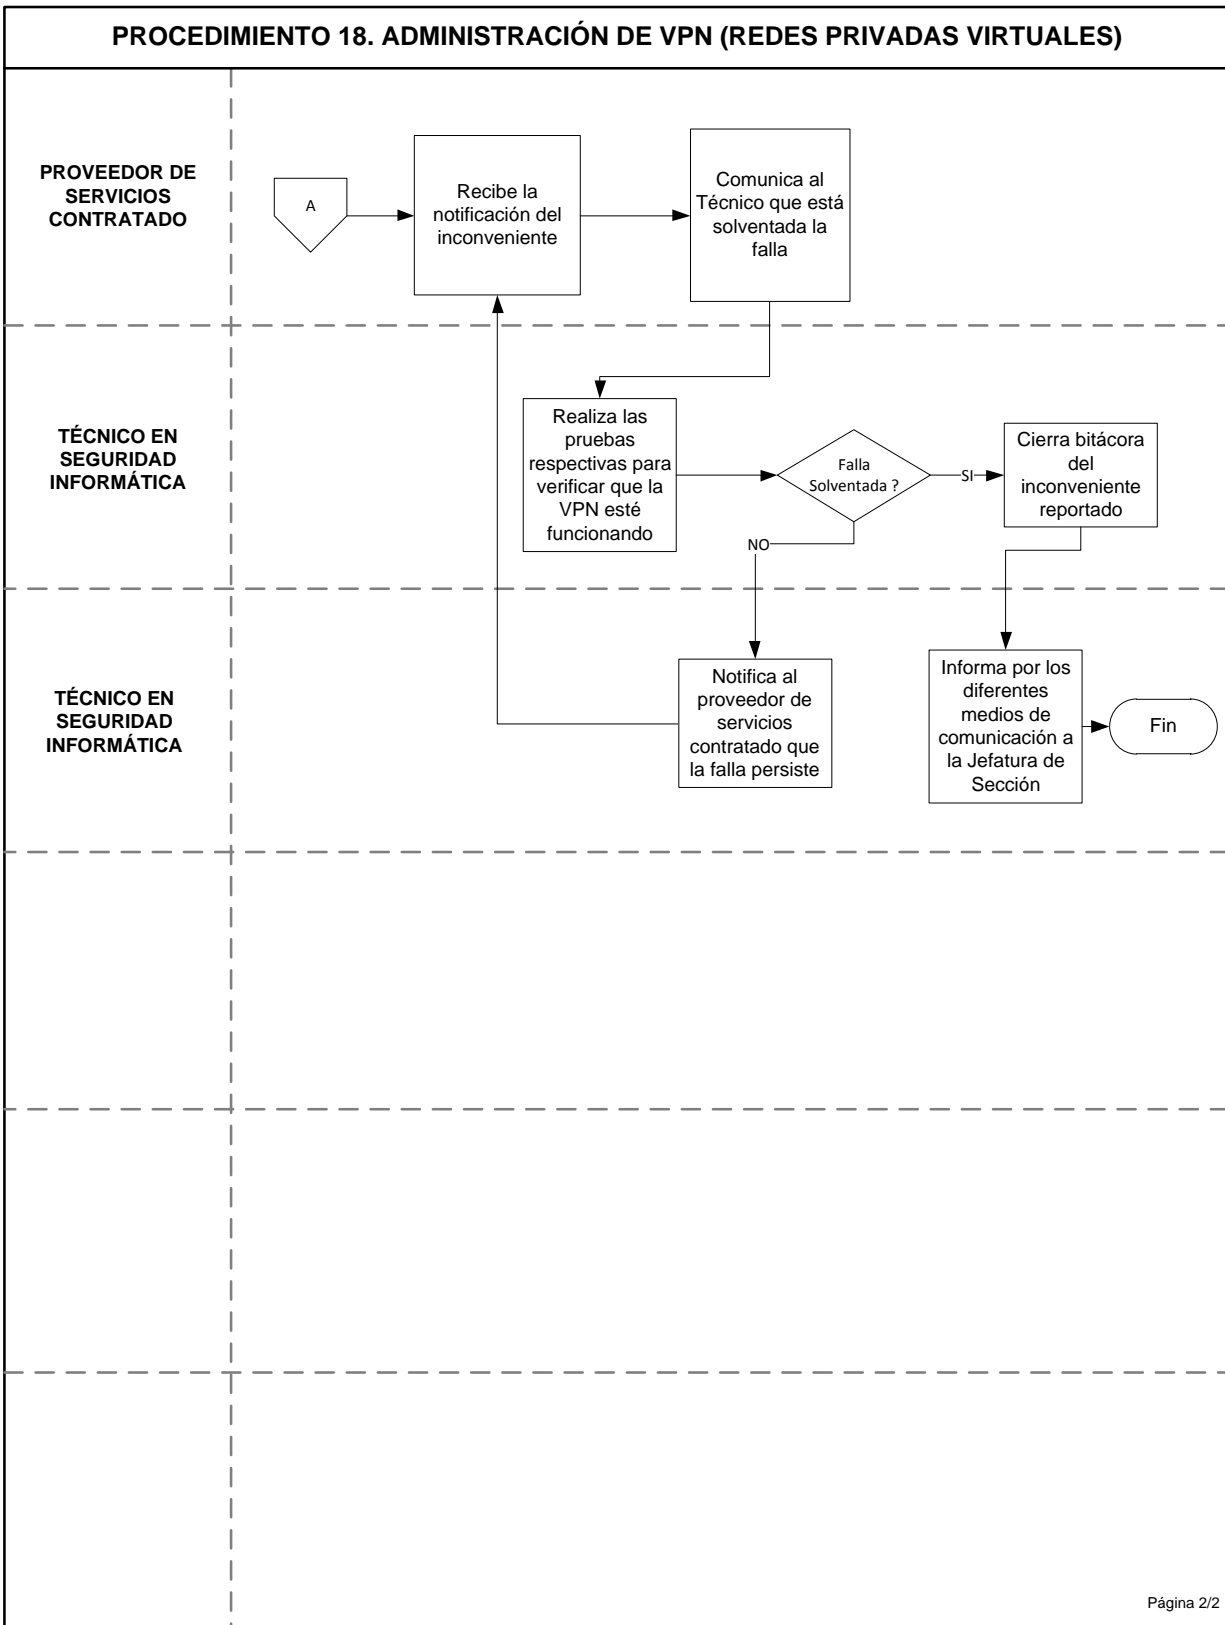 PROCEDIMIENTO 18. ADMINISTRACIÓN DE VPN (REDES PRIVADAS VIRTUALES)
PROVEEDOR DE
SERVICIOS
CONTRATADO
A
Recibe la
notificación del
inconveniente
Comunica al
Técnico que está
solventada la
falla
TÉCNICO EN
SEGURIDAD
INFORMÁTICA
Realiza las
pruebas
respectivas para
verificar que la
VPN esté
funcionando
Falla
Solventada ?
SI
Cierra bitácora
del
inconveniente
reportado
NO
TÉCNICO EN
SEGURIDAD
INFORMÁTICA
Notifica al
proveedor de
servicios
contratado que
la falla persiste
Informa por los
diferentes
medios de
comunicación a
la Jefatura de
Sección
Fin
Página 2/2